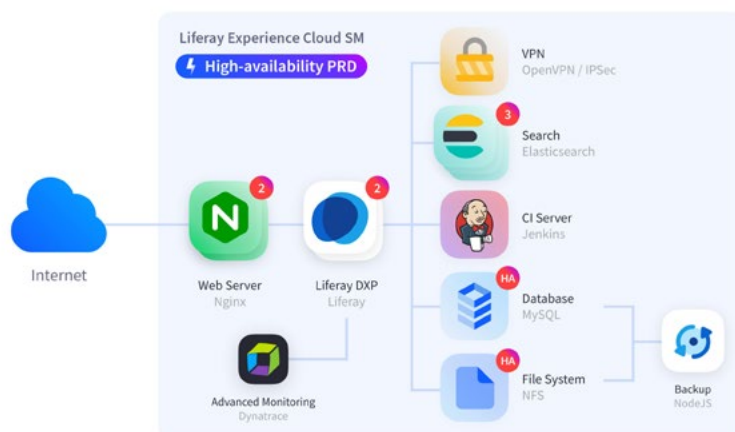 Liferay Experience Cloud SM
High-availability PRD
Internet
2
Web Server
Nginx
2
Liferay DXP
Liferay
Advanced Monitoring
Dynatrace
VPN
OpenVPN / IPSec
3
Search
Elasticsearch
CI Server
Jenkins
HA
Database
MySQL
HA
File System
NFS
Backup
NodeJS
N